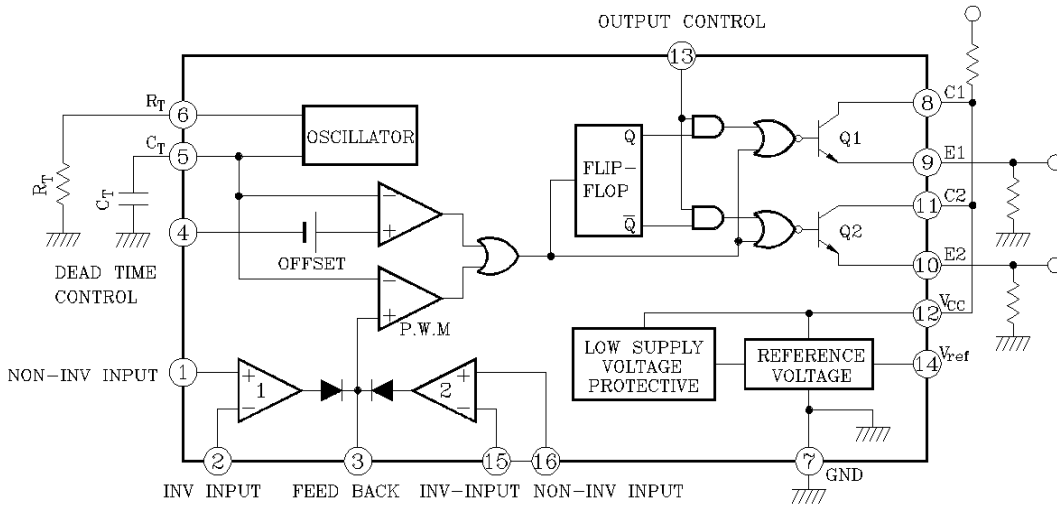 OUTPUT CONTROL
13
RT
6
OSCILLATOR
CT
5
RT
CT
4
OFFSET
DEAD TIME
CONTROL
−
+
−
+
P.W.M
Q
FLIP-
FLOP
Q̅
Q1
Q2
8
C1
9
E1
11
C2
10
E2
12
VCC
14
Vref
LOW SUPPLY
VOLTAGE
PROTECTIVE
REFERENCE
VOLTAGE
NON-INV INPUT
1
+
1
−
2
+
−
2
3
15
16
7
GND
INV INPUT
FEED BACK
INV-INPUT
NON-INV INPUT